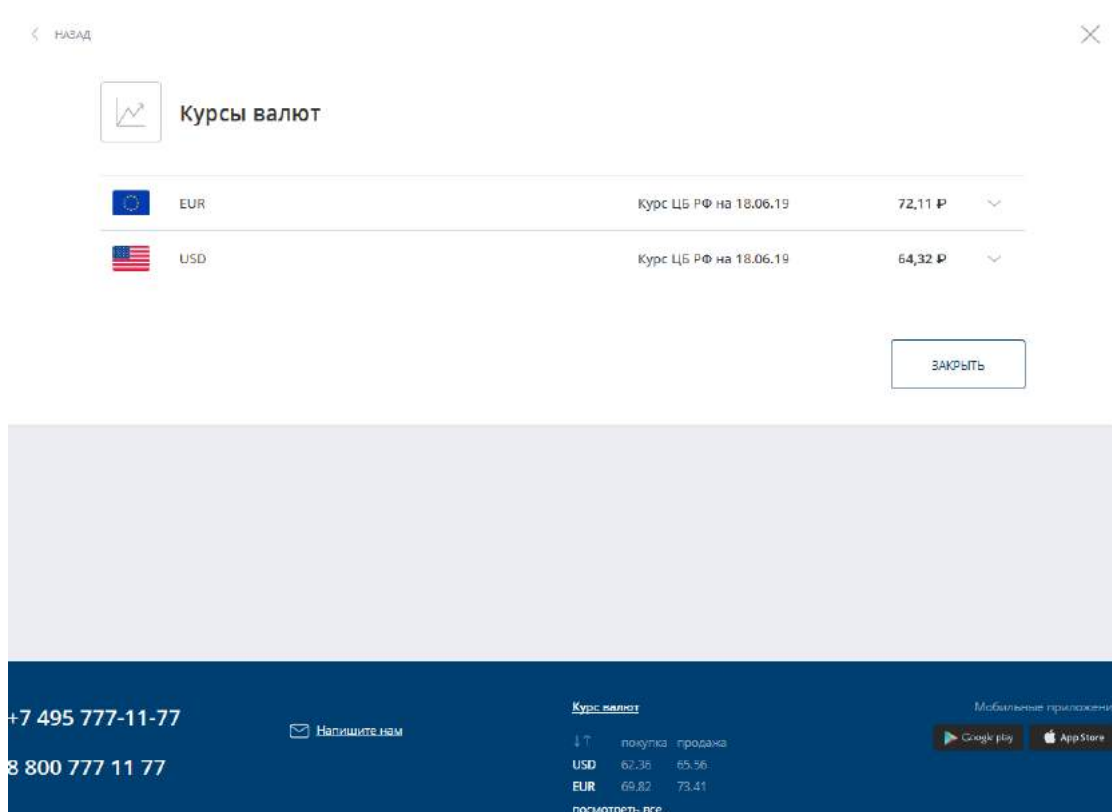 НАЗАД
Курсы валют
EUR Курс ЦБ РФ на 18.06.19 72,11 ₽
USD Курс ЦБ РФ на 18.06.19 64,32 ₽
ЗАКРЫТЬ
+7 495 777-11-77
8 800 777 11 77
Напишите нам
Курс валют
↓↑ покупка продажа
USD 62.36 65.56
EUR 69.82 73.41
посмотреть все
Мобильные приложени
Google play App Store